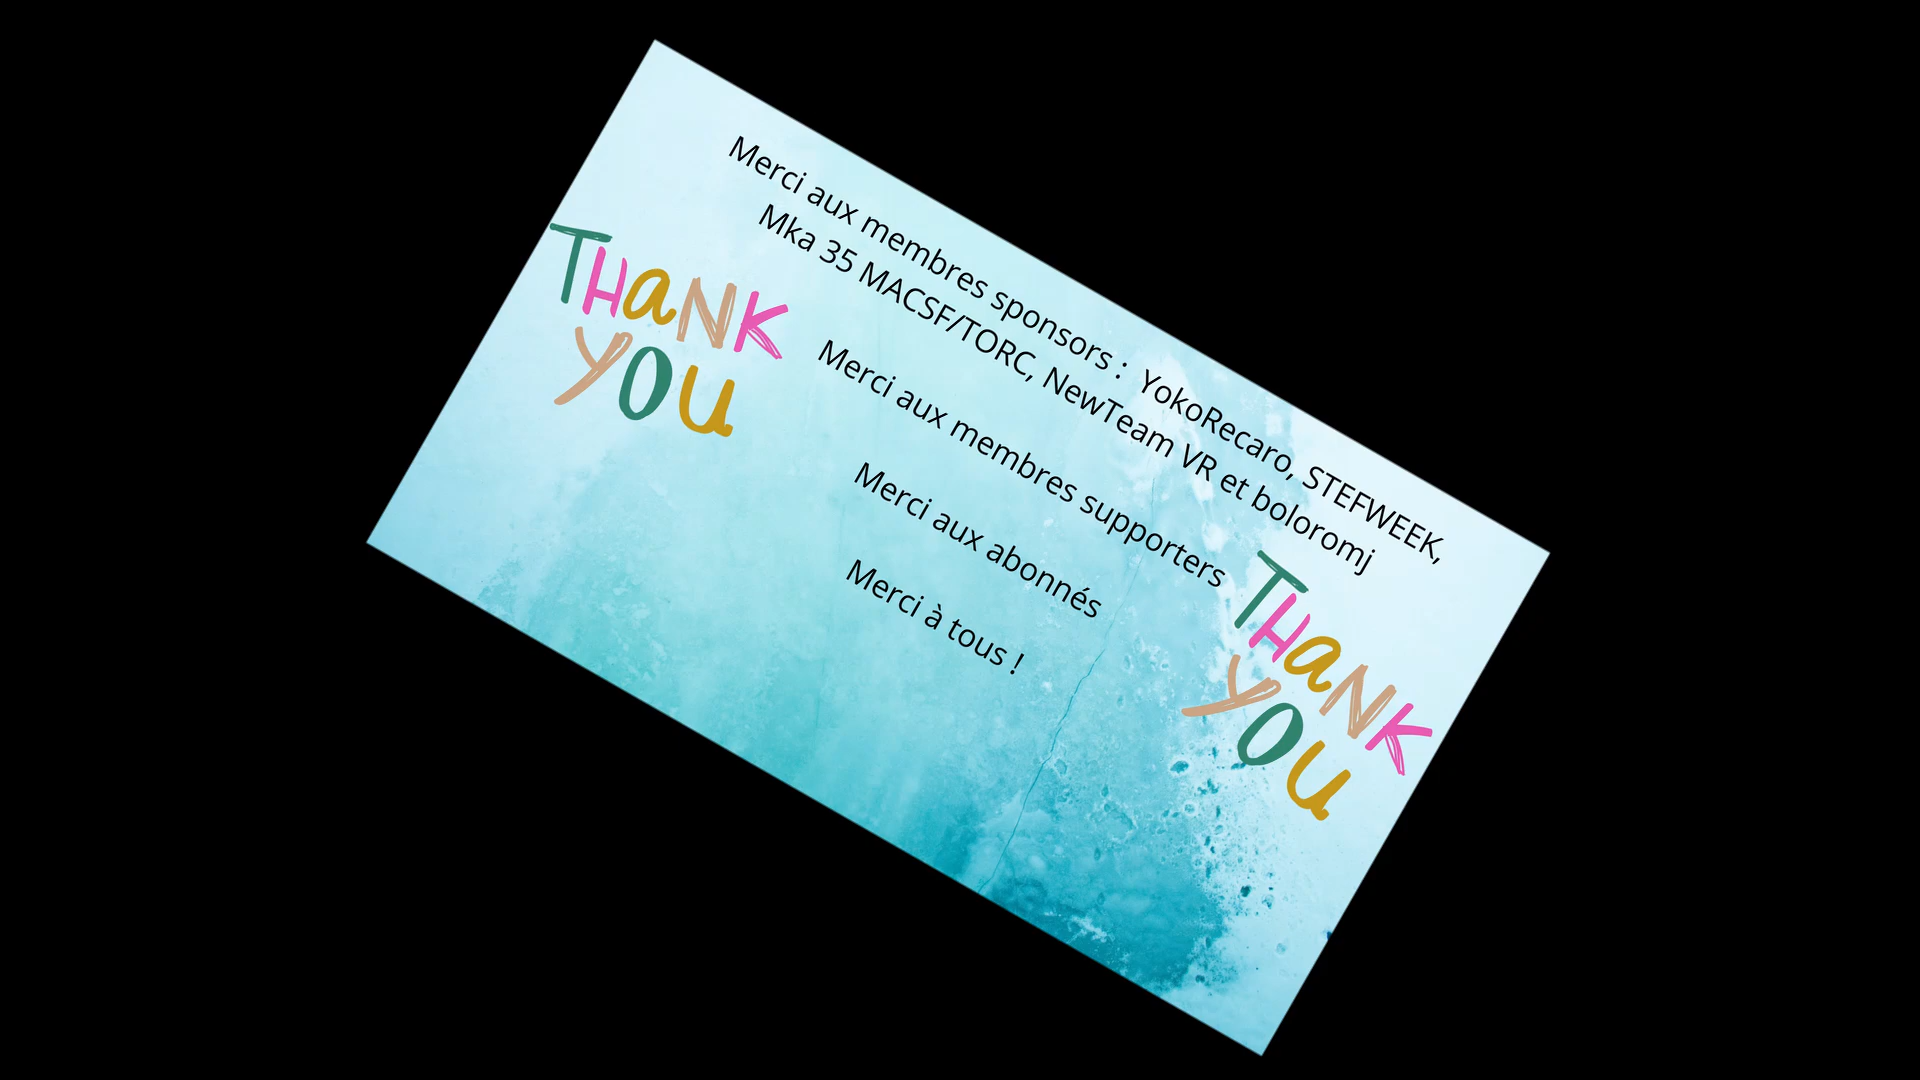 Merci aux membres sponsors : YokoRecaro, STEFWEEK,
Mka 35 MACSF/TORC, NewTeam VR et boloromj
THaNK
YOU
Merci aux membres supporters
Merci aux abonnés
Merci à tous !
THaNK
YOU